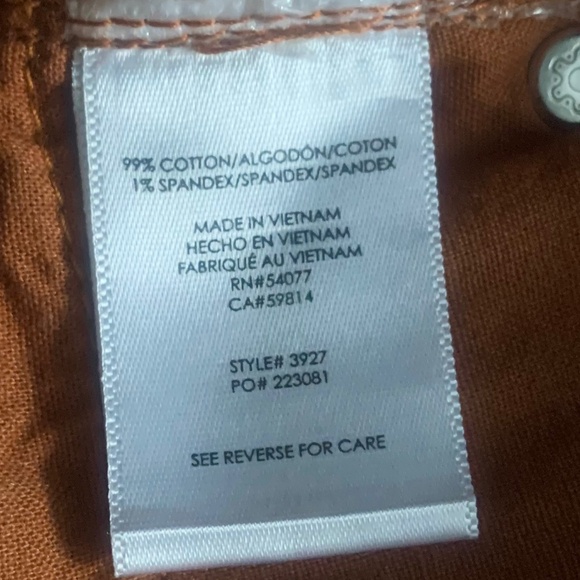 99% COTTON/ALGODÓN/COTON
1% SPANDEX/SPANDEX/SPANDEX
MADE IN VIETNAM
HECHO EN VIETNAM
FABRIQUÉ AU VIETNAM
RN#54077
CA#59814
STYLE# 3927
PO# 223081
SEE REVERSE FOR CARE